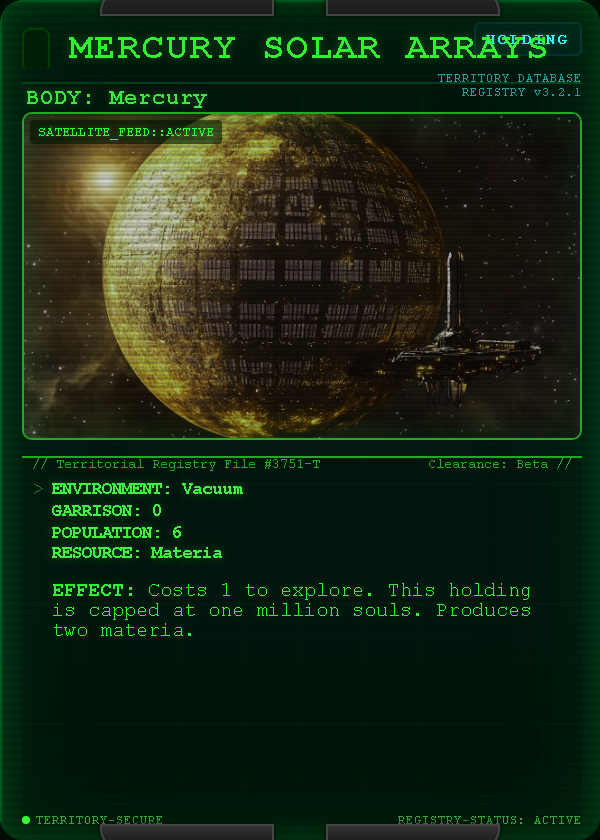 MERCURY SOLAR ARRAYS
HOLDING
TERRITORY DATABASE
REGISTRY v3.2.1
BODY: Mercury
SATELLITE_FEED::ACTIVE
// Territorial Registry File #3751-T
Clearance: Beta //
> ENVIRONMENT: Vacuum
GARRISON: 0
POPULATION: 6
RESOURCE: Materia
EFFECT: Costs 1 to explore. This holding
is capped at one million souls. Produces
two materia.
TERRITORY-SECURE
REGISTRY-STATUS: ACTIVE